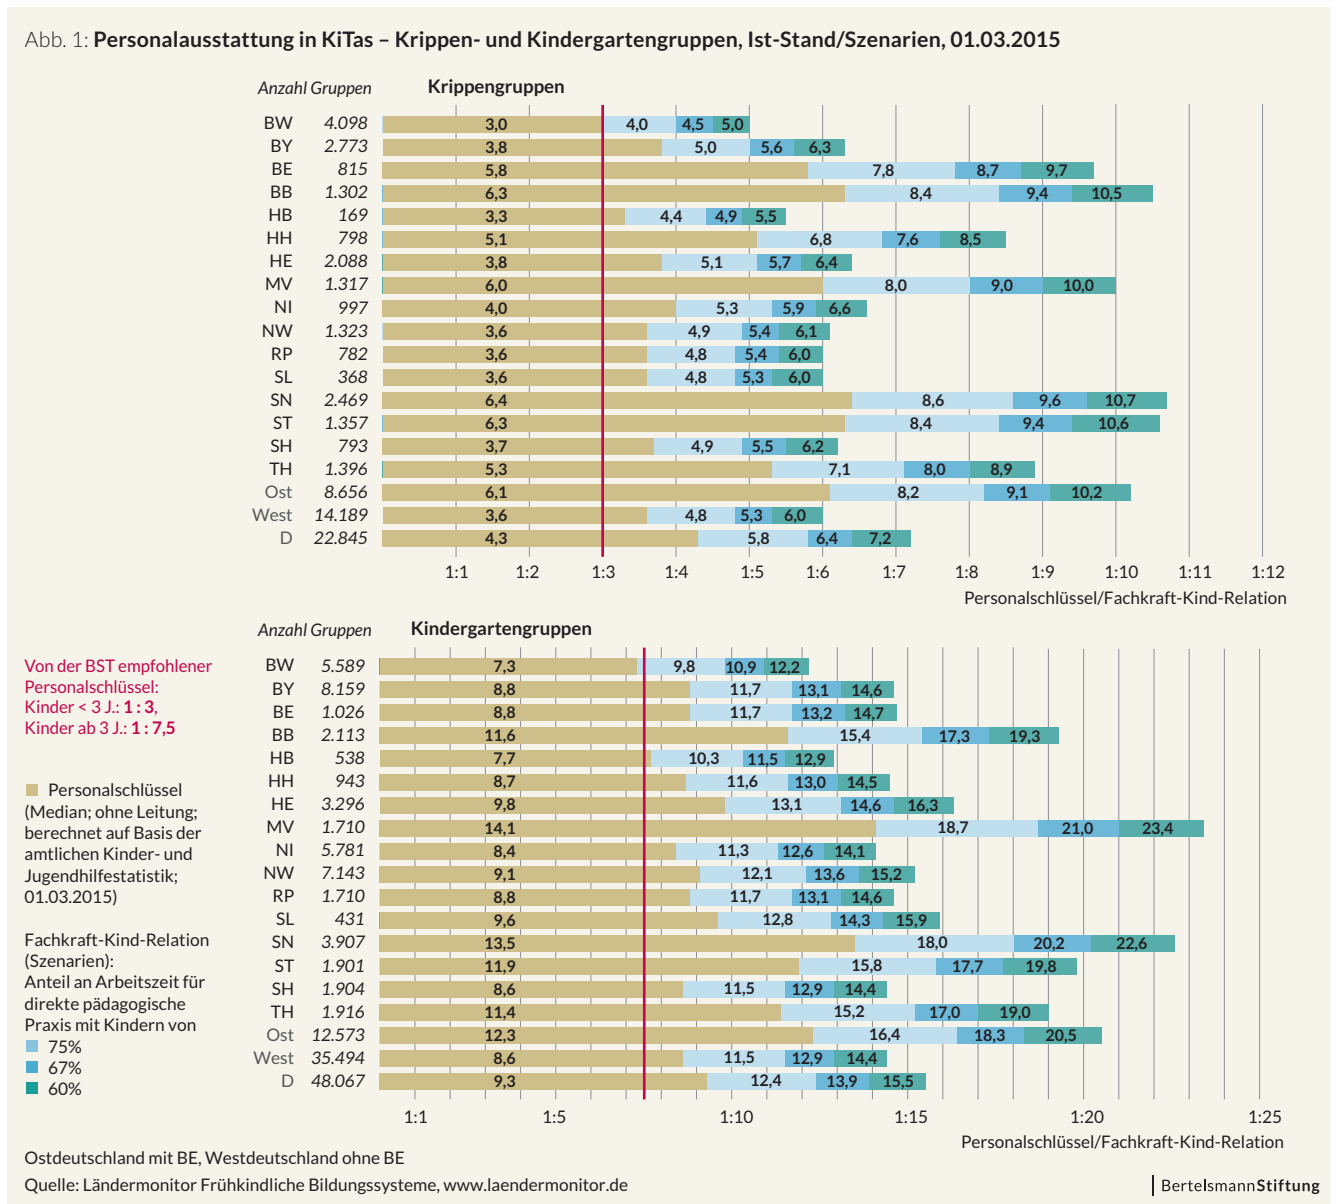 Abb. 1: Personalausstattung in KiTas – Krippen- und Kindergartengruppen, Ist-Stand/Szenarien, 01.03.2015
Anzahl Gruppen Krippengruppen
BW 4.098 3,0 4,0 4,5 5,0
BY 2.773 3,8 5,0 5,6 6,3
BE 815 5,8 7,8 8,7 9,7
BB 1.302 6,3 8,4 9,4 10,5
HB 169 3,3 4,4 4,9 5,5
HH 798 5,1 6,8 7,6 8,5
HE 2.088 3,8 5,1 5,7 6,4
MV 1.317 6,0 8,0 9,0 10,0
NI 997 4,0 5,3 5,9 6,6
NW 1.323 3,6 4,9 5,4 6,1
RP 782 3,6 4,8 5,4 6,0
SL 368 3,6 4,8 5,3 6,0
SN 2.469 6,4 8,6 9,6 10,7
ST 1.357 6,3 8,4 9,4 10,6
SH 793 3,7 4,9 5,5 6,2
TH 1.396 5,3 7,1 8,0 8,9
Ost 8.656 6,1 8,2 9,1 10,2
West 14.189 3,6 4,8 5,3 6,0
D 22.845 4,3 5,8 6,4 7,2
1:1 1:2 1:3 1:4 1:5 1:6 1:7 1:8 1:9 1:10 1:11 1:12
Personalschlüssel/Fachkraft-Kind-Relation
Anzahl Gruppen Kindergartengruppen
BW 5.589 7,3 9,8 10,9 12,2
BY 8.159 8,8 11,7 13,1 14,6
BE 1.026 8,8 11,7 13,2 14,7
BB 2.113 11,6 15,4 17,3 19,3
HB 538 7,7 10,3 11,5 12,9
HH 943 8,7 11,6 13,0 14,5
HE 3.296 9,8 13,1 14,6 16,3
MV 1.710 14,1 18,7 21,0 23,4
NI 5.781 8,4 11,3 12,6 14,1
NW 7.143 9,1 12,1 13,6 15,2
RP 1.710 8,8 11,7 13,1 14,6
SL 431 9,6 12,8 14,3 15,9
SN 3.907 13,5 18,0 20,2 22,6
ST 1.901 11,9 15,8 17,7 19,8
SH 1.904 8,6 11,5 12,9 14,4
TH 1.916 11,4 15,2 17,0 19,0
Ost 12.573 12,3 16,4 18,3 20,5
West 35.494 8,6 11,5 12,9 14,4
D 48.067 9,3 12,4 13,9 15,5
1:1 1:5 1:10 1:15 1:20 1:25
Personalschlüssel/Fachkraft-Kind-Relation
Von der BST empfohlener
Personalschlüssel:
Kinder < 3 J.: 1 : 3,
Kinder ab 3 J.: 1 : 7,5
Personalschlüssel
(Median; ohne Leitung;
berechnet auf Basis der
amtlichen Kinder- und
Jugendhilfestatistik;
01.03.2015)
Fachkraft-Kind-Relation
(Szenarien):
Anteil an Arbeitszeit für
direkte pädagogische
Praxis mit Kindern von
75%
67%
60%
Ostdeutschland mit BE, Westdeutschland ohne BE
Quelle: Ländermonitor Frühkindliche Bildungssysteme, www.laendermonitor.de
BertelsmannStiftung